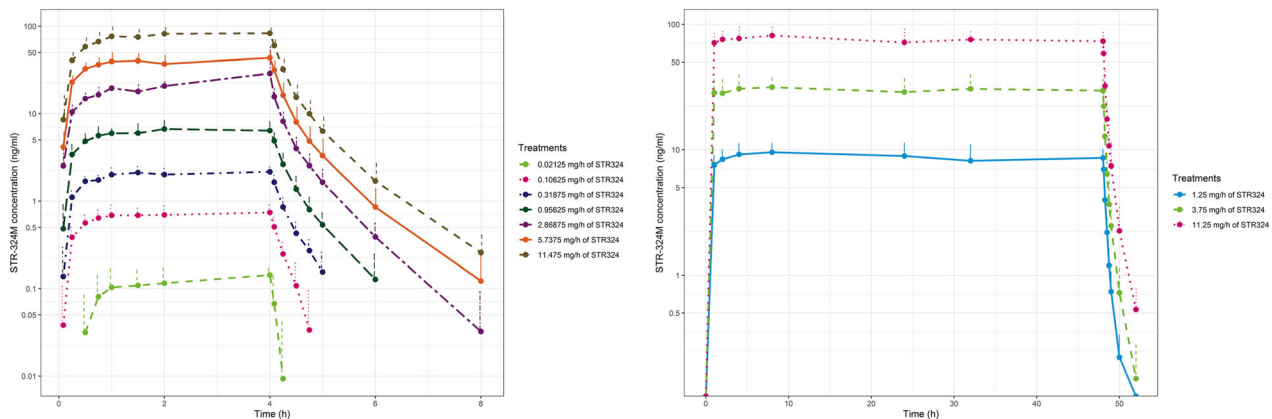 STR-324M concentration (ng/ml)
100
50
10
5
1
0.5
0.1
0.05
0.01
0
2
4
6
8
Time (h)
Treatments
0.02125 mg/h of STR324
0.10625 mg/h of STR324
0.31875 mg/h of STR324
0.95625 mg/h of STR324
2.86875 mg/h of STR324
5.7375 mg/h of STR324
11.475 mg/h of STR324
STR-324M concentration (ng/ml)
100
50
10
5
1
0.5
0
10
20
30
40
50
Time (h)
Treatments
1.25 mg/h of STR324
3.75 mg/h of STR324
11.25 mg/h of STR324